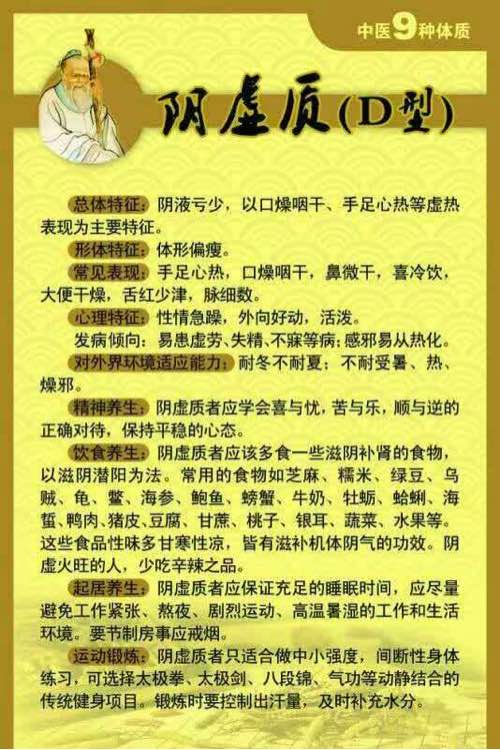 中医9种体质
阴虚质(D型)
总体特征：阴液亏少，以口燥咽干、手足心热等虚热
表现为主要特征。
形体特征：体形偏瘦。
常见表现：手足心热，口燥咽干，鼻微干，喜冷饮，
大便干燥，舌红少津，脉细数。
心理特征：性情急躁，外向好动，活泼。
发病倾向：易患虚劳、失精、不寐等病；感邪易从热化。
对外界环境适应能力：耐冬不耐夏；不耐受暑、热、
燥邪。
精神养生：阴虚质者应学会喜与忧，苦与乐，顺与逆的
正确对待，保持平稳的心态。
饮食养生：阴虚质者应该多食一些滋阴补肾的食物，
以滋阴潜阳为法。常用的食物如芝麻、糯米、绿豆、乌
贼、龟、鳖、海参、鲍鱼、螃蟹、牛奶、牡蛎、蛤蜊、海
蜇、鸭肉、猪皮、豆腐、甘蔗、桃子、银耳、蔬菜、水果等。
这些食品性味多甘寒性凉，皆有滋补机体阴气的功效。阴
虚火旺的人，少吃辛辣之品。
起居养生：阴虚质者应保证充足的睡眠时间，应尽量
避免工作紧张、熬夜、剧烈运动、高温暑湿的工作和生活
环境。要节制房事应戒烟。
运动锻炼：阴虚质者只适合做中小强度，间断性身体
练习，可选择太极拳、太极剑、八段锦、气功等动静结合的
传统健身项目。锻炼时要控制出汗量，及时补充水分。